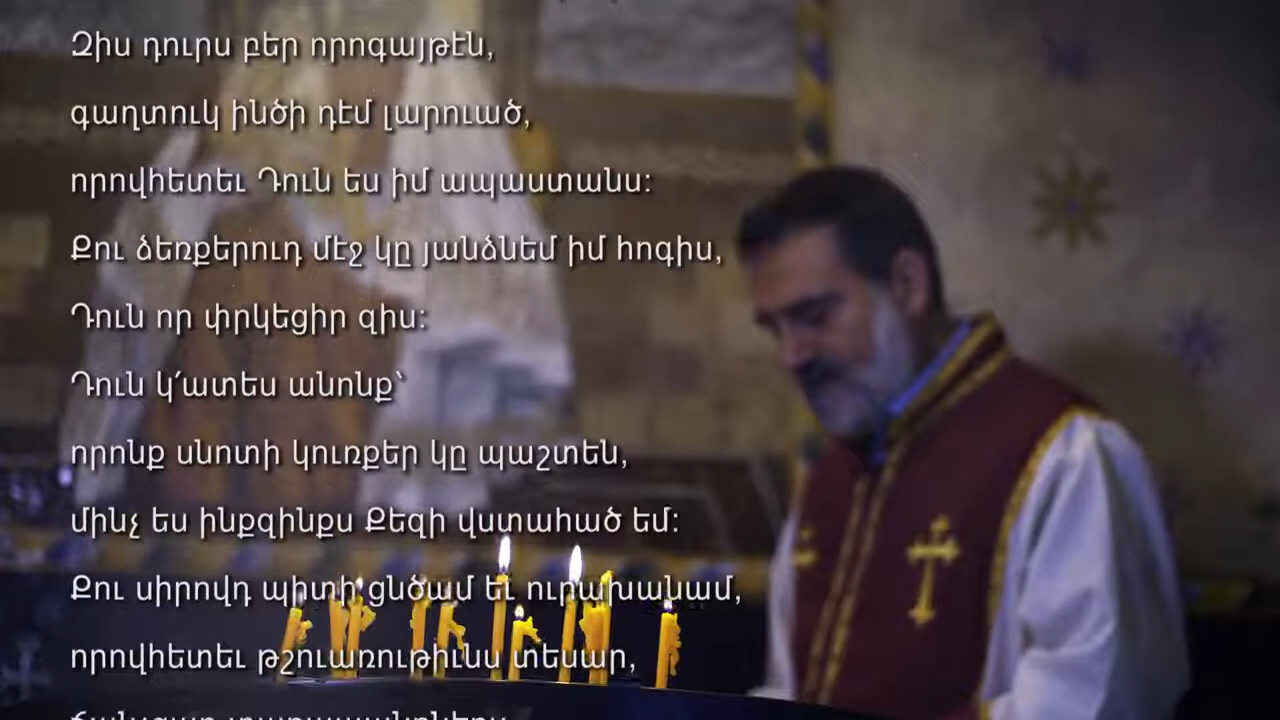 Զիս դուրս բեր որոգայթէն,
գաղտուկ ինծի դէմ լարուած,
որովհետեւ Դուն ես իմ ապաստանս։
Քու ձեռքերուդ մէջ կը յանձնեմ իմ հոգիս,
Դուն որ փրկեցիր զիս։
Դուն կ՛ատես անոնք՝
որոնք սնոտի կուռքեր կը պաշտեն,
մինչ ես ինքզինքս Քեզի վստահած եմ։
Քու սիրովդ պիտի ցնծամ եւ ուրախանամ,
որովհետեւ թշուառութիւնս տեսար,